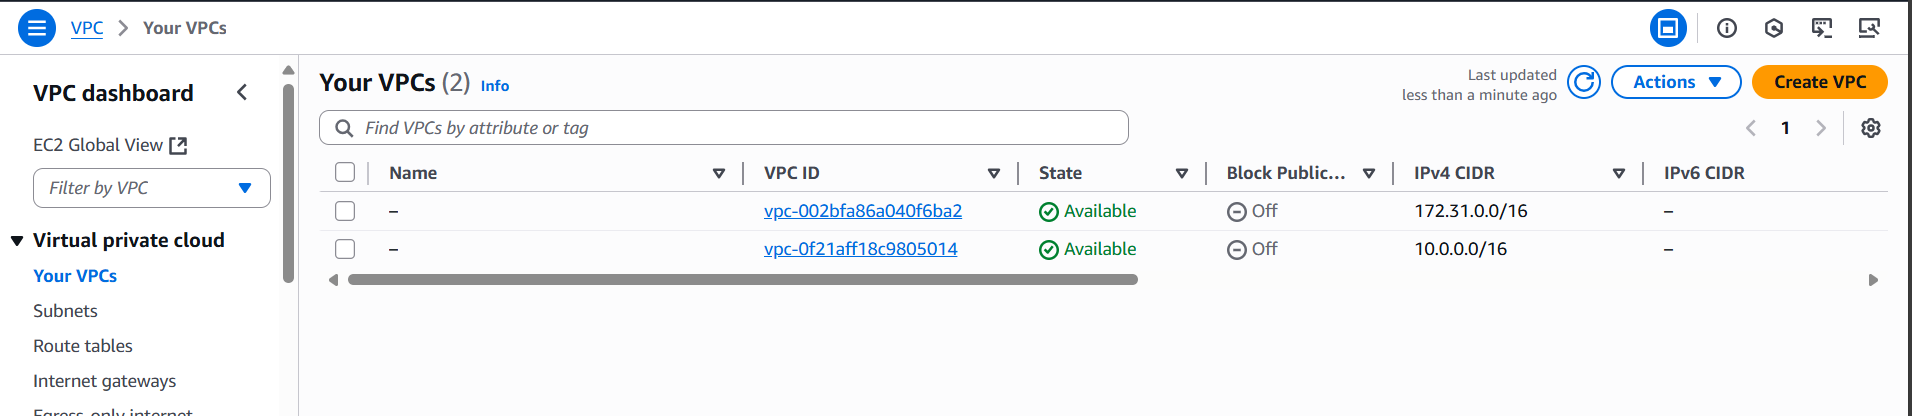 VPC > Your VPCs
VPC dashboard
EC2 Global View
Filter by VPC
Virtual private cloud
Your VPCs
Subnets
Route tables
Internet gateways
Egress-only internet
Your VPCs (2) Info
Last updated
less than a minute ago
Actions
Create VPC
Find VPCs by attribute or tag
1
Name VPC ID State Block Public... IPv4 CIDR IPv6 CIDR
– vpc-002bfa86a040f6ba2 Available Off 172.31.0.0/16 –
– vpc-0f21aff18c9805014 Available Off 10.0.0.0/16 –